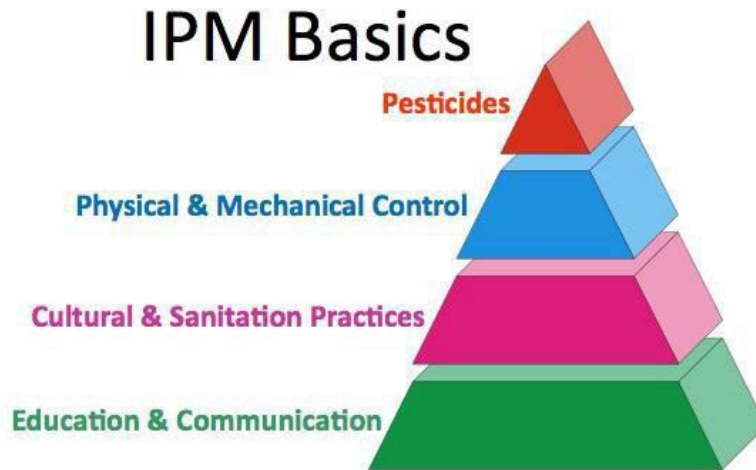 IPM Basics
Pesticides
Physical & Mechanical Control
Cultural & Sanitation Practices
Education & Communication